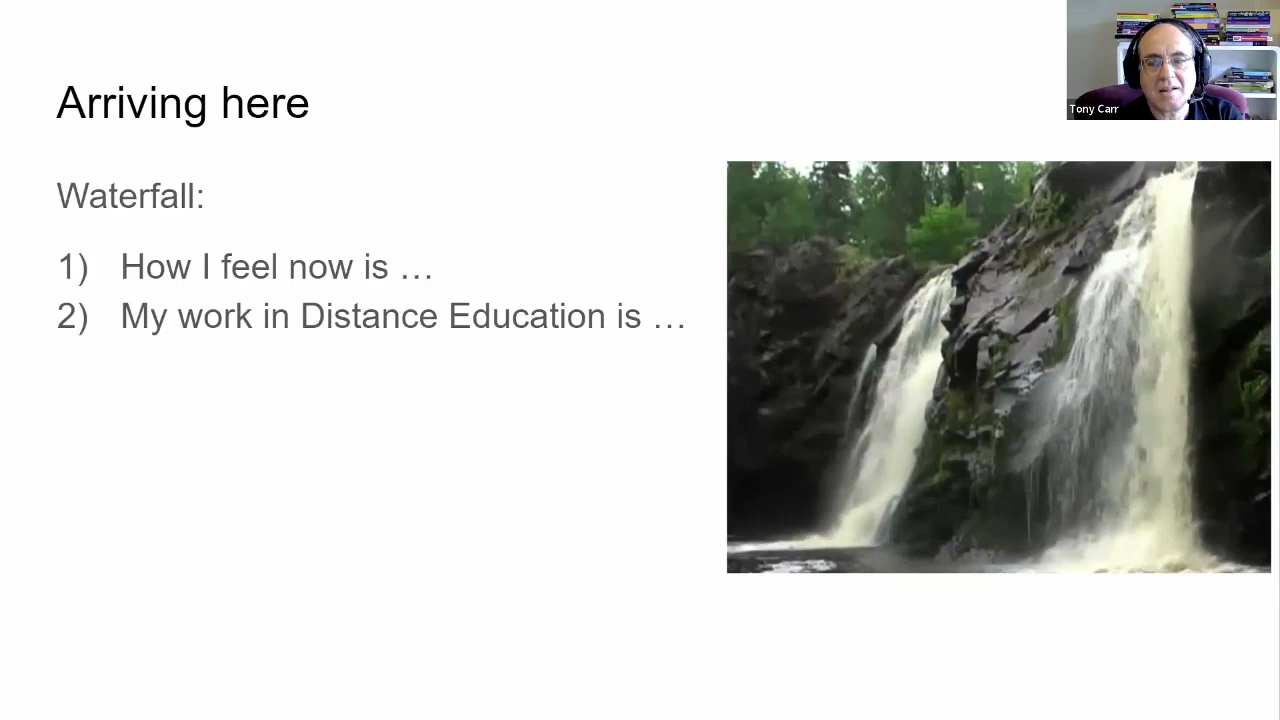 Arriving here
Tony Carr
Waterfall:
1) How I feel now is …
2) My work in Distance Education is …